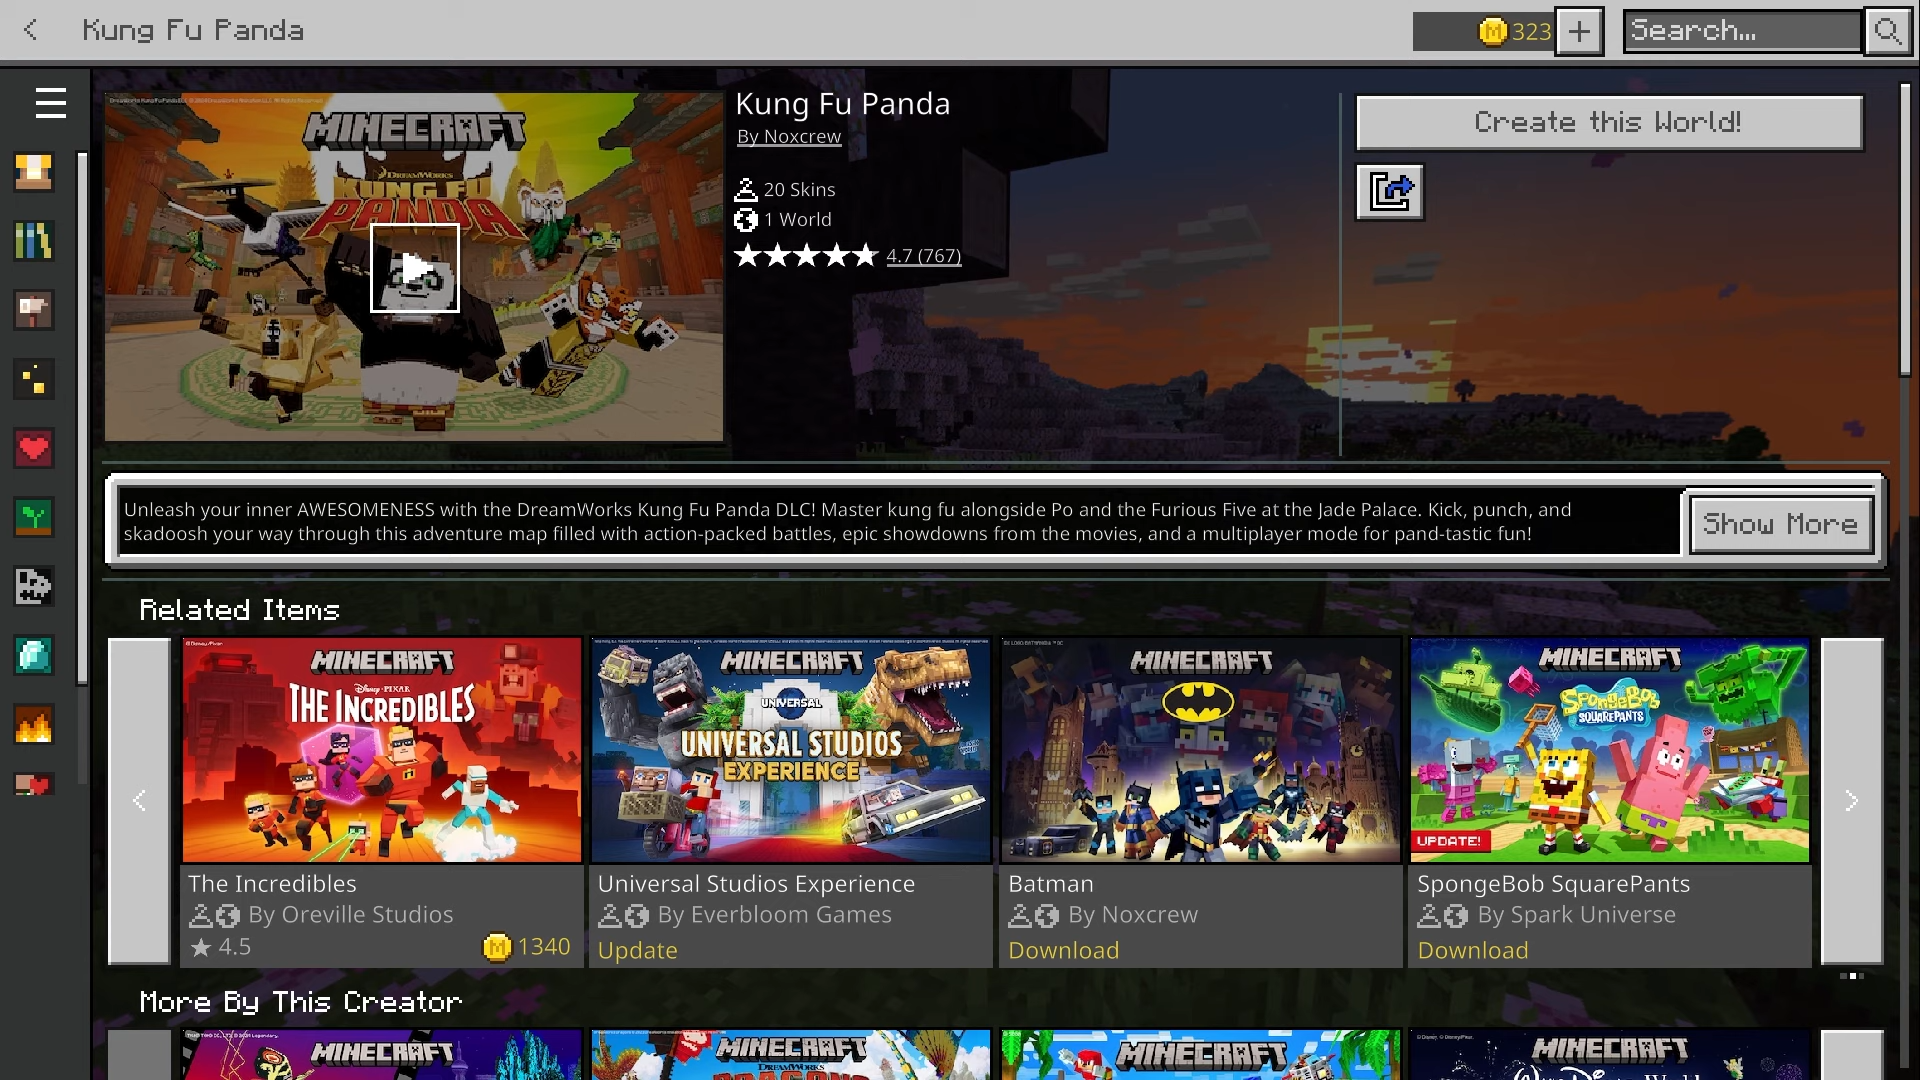 Kung Fu Panda
323
Search...
MINECRAFT
DREAMWORKS
KUNG FU
PANDA
Kung Fu Panda
By Noxcrew
20 Skins
1 World
4.7 (767)
Create this World!
Unleash your inner AWESOMENESS with the DreamWorks Kung Fu Panda DLC! Master kung fu alongside Po and the Furious Five at the Jade Palace. Kick, punch, and
skadoosh your way through this adventure map filled with action-packed battles, epic showdowns from the movies, and a multiplayer mode for pand-tastic fun!
Show More
Related Items
MINECRAFT
Disney·PIXAR
THE INCREDIBLES
The Incredibles
By Oreville Studios
4.5
1340
MINECRAFT
UNIVERSAL
UNIVERSAL STUDIOS
EXPERIENCE
Universal Studios Experience
By Everbloom Games
Update
MINECRAFT
Batman
By Noxcrew
Download
MINECRAFT
SpongeBob
SQUAREPANTS
UPDATE!
SpongeBob SquarePants
By Spark Universe
Download
More By This Creator
MINECRAFT
MINECRAFT
DREAMWORKS
MINECRAFT
MINECRAFT